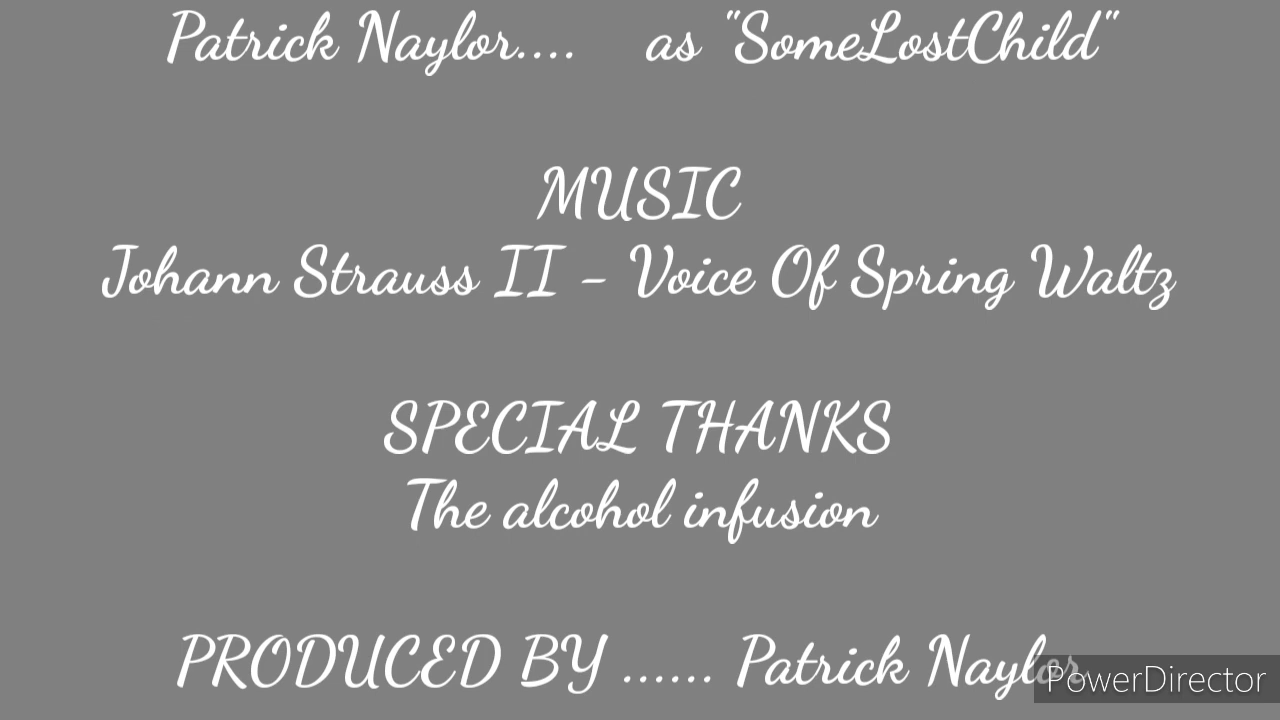 Patrick Naylor.... as "SomeLostChild"
MUSIC
Johann Strauss II - Voice Of Spring Waltz
SPECIAL THANKS
The alcohol infusion
PRODUCED BY ...... Patrick Naylor
PowerDirector